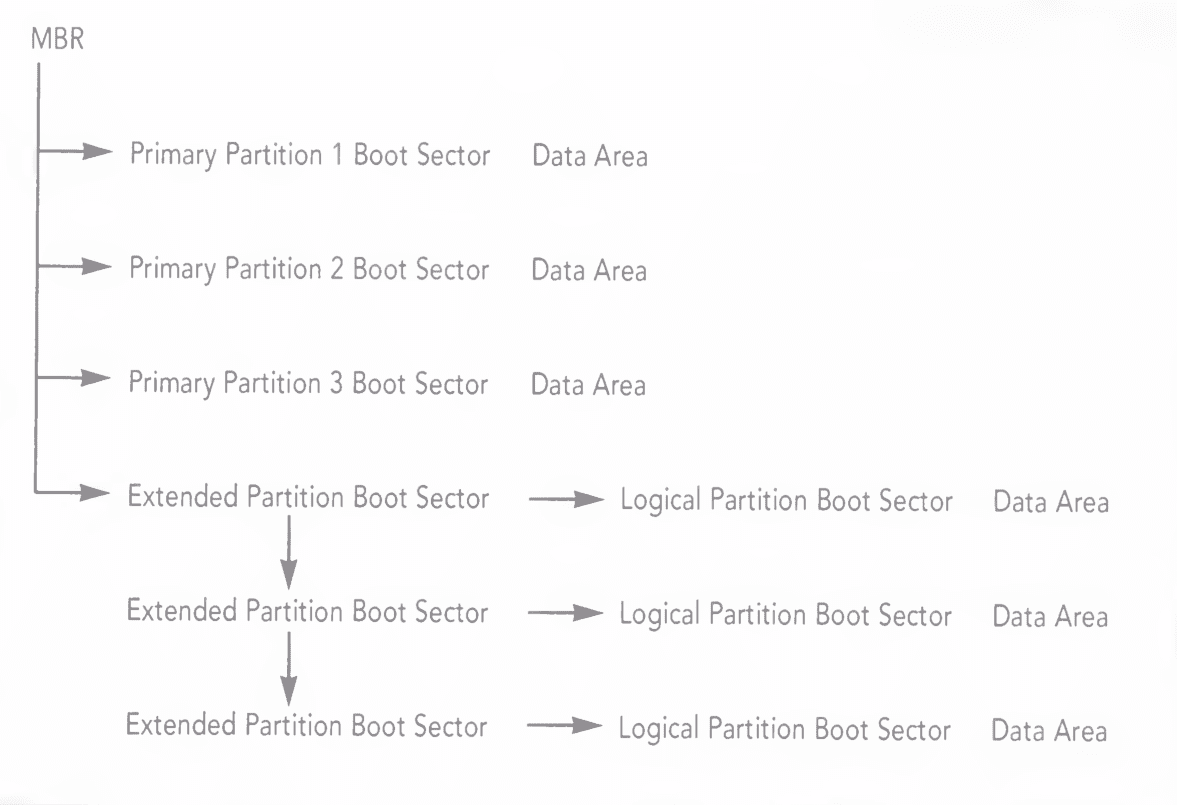 MBR
Primary Partition 1 Boot Sector Data Area
Primary Partition 2 Boot Sector Data Area
Primary Partition 3 Boot Sector Data Area
Extended Partition Boot Sector Logical Partition Boot Sector Data Area
Extended Partition Boot Sector Logical Partition Boot Sector Data Area
Extended Partition Boot Sector Logical Partition Boot Sector Data Area